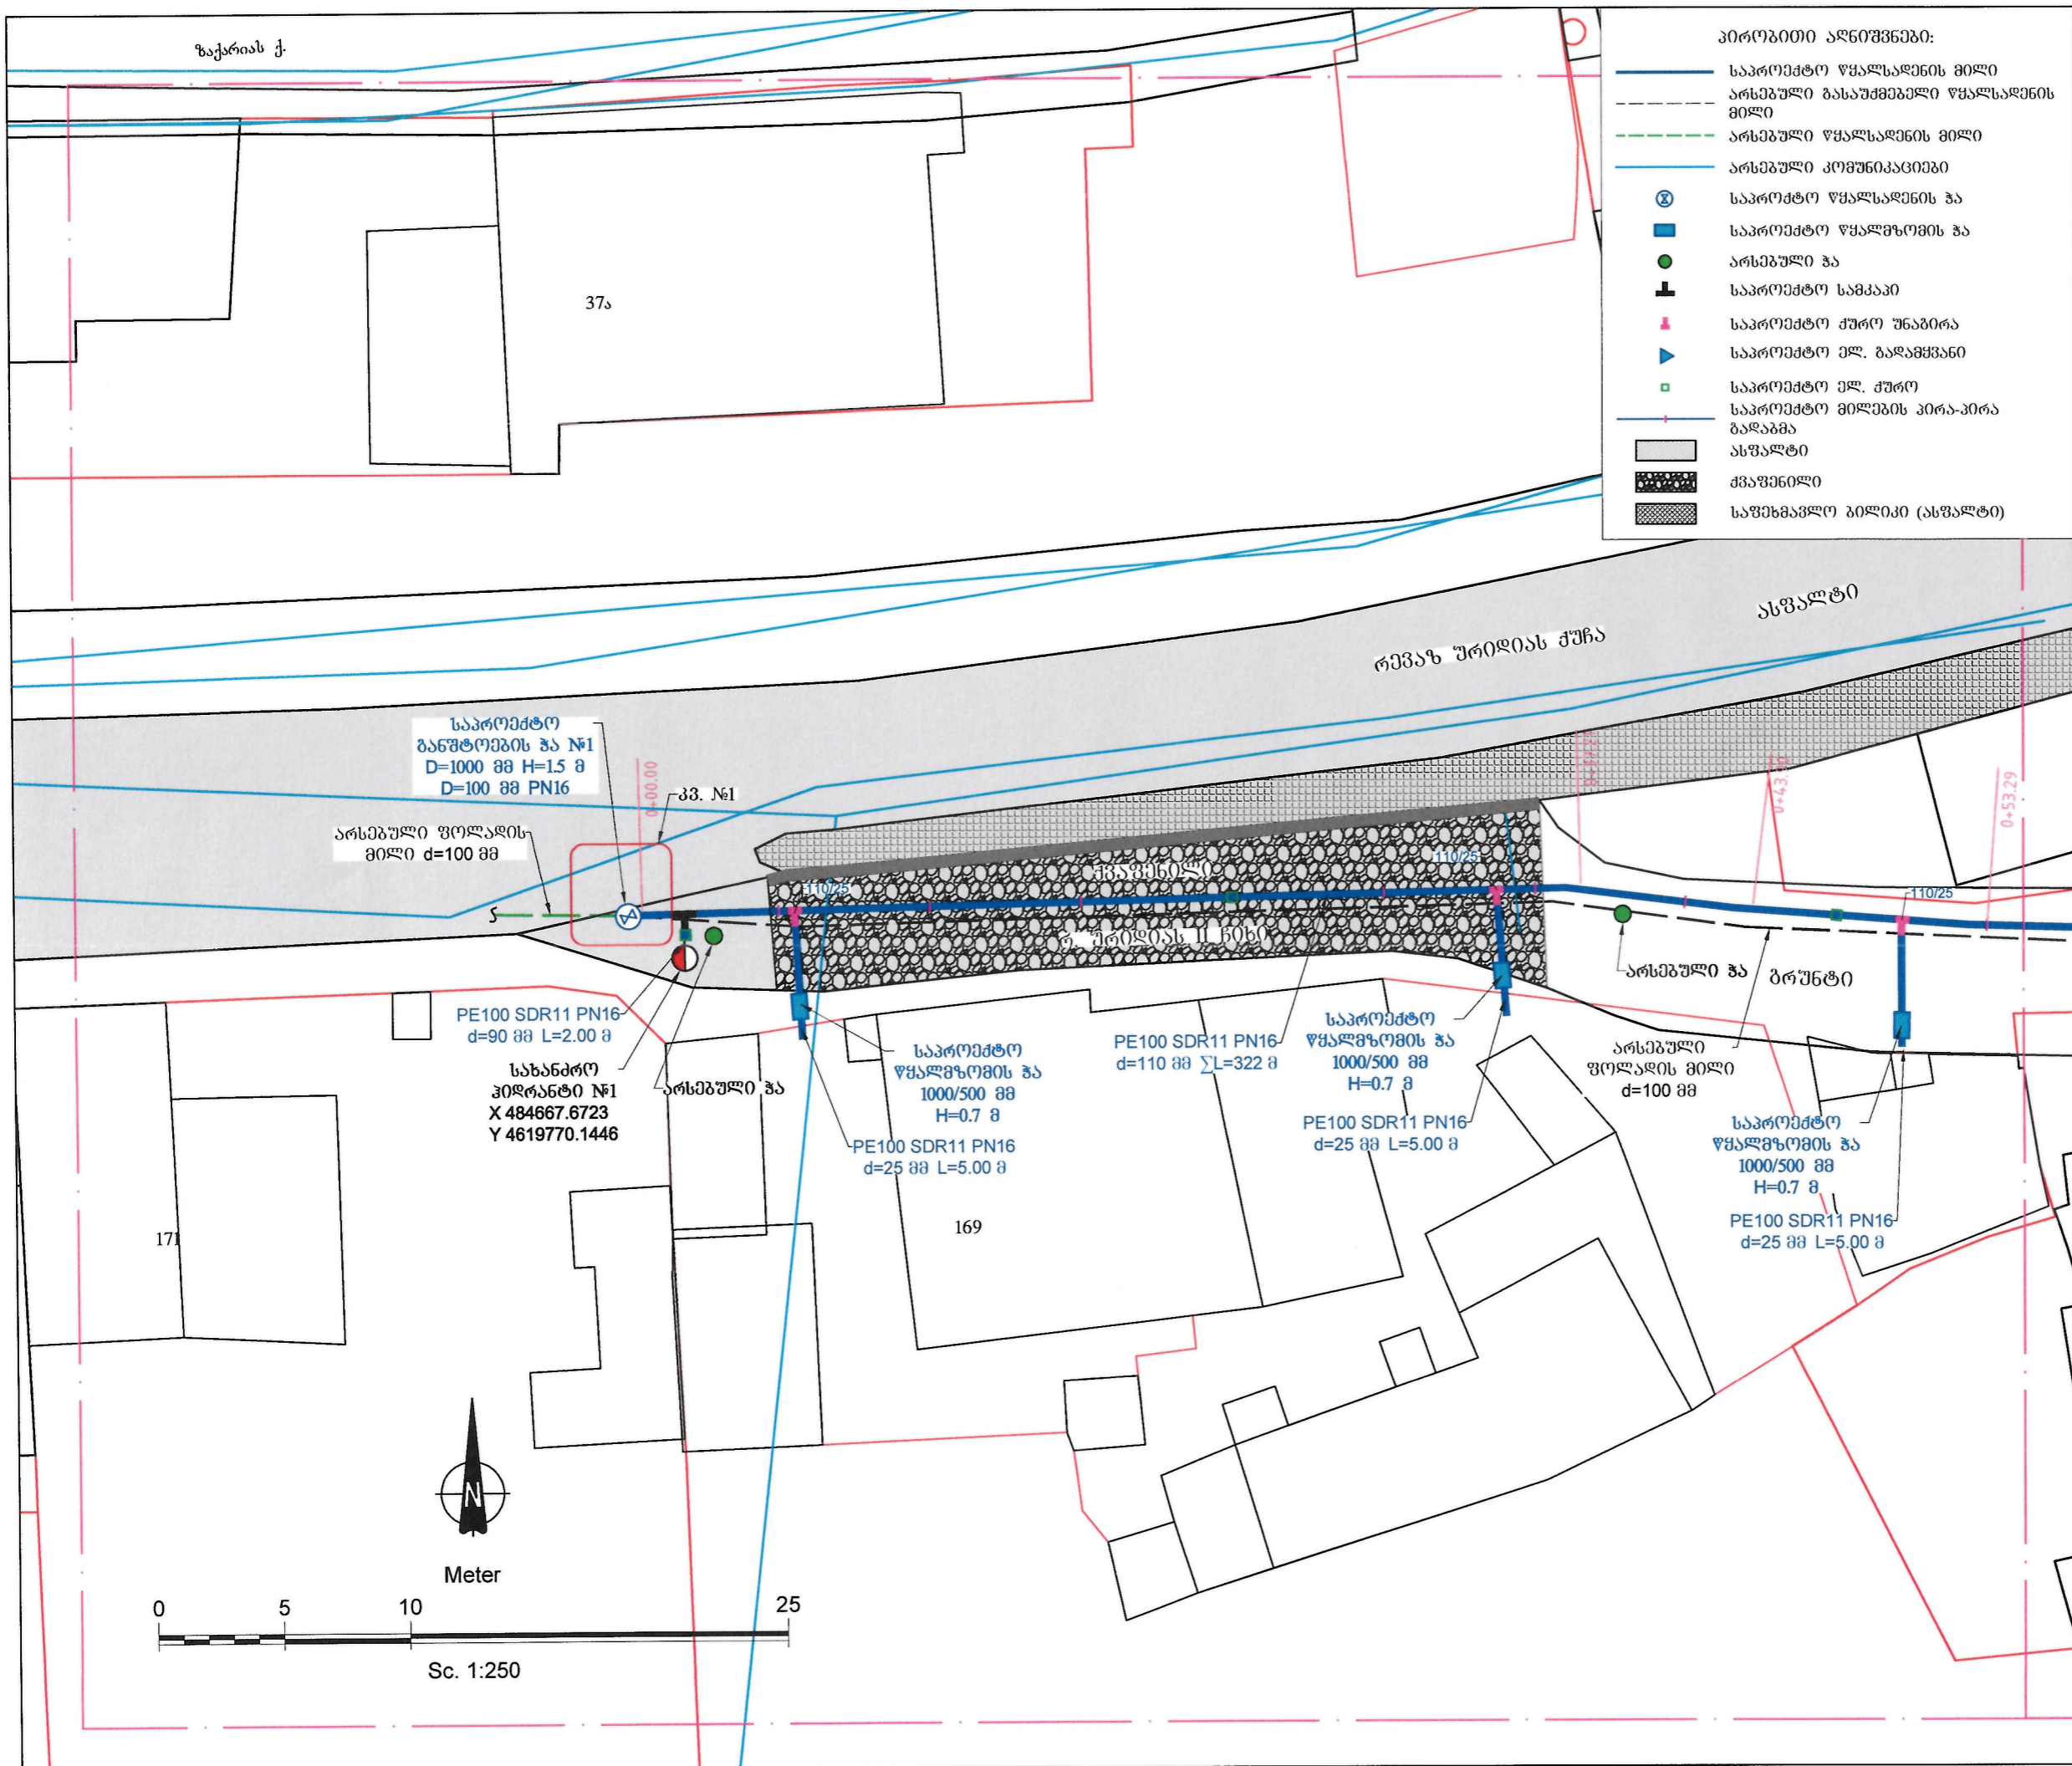 ზაქარიას ქ.
პირობითი აღნიშვნები:
საპროექტო წყალსადენის მილი
არსებული გასაუქმებელი წყალსადენის
მილი
არსებული წყალსადენის მილი
არსებული კომუნიკაციები
საპროქტო წყალსადენის ჭა
საპროექტო წყალმზომის ჭა
არსებული ჭა
საპროექტო სამკაპი
საპროექტო ქურო უნაგირა
საპროექტო ელ. გადამყვანი
საპროექტო ელ. ქურო
საპროექტო მილების პირა-პირა
გადაბმა
ასფალტი
ქვაფენილი
საფეხმავლო ბილიკი (ასფალტი)
37ა
ასფალტი
რევაზ ურიდიას ქუჩა
საპროექტო
განშტოების ჭა №1
D=1000 მმ H=1.5 მ
D=100 მმ PN16
0+00.00
კვ. №1
0+43.90
0+53.29
არსებული ფოლადის
მილი d=100 მმ
110/25
ქვაფენილი
110/25
110/25
რ. ურიდიას II ჩიხი
არსებული ჭა
გრუნტი
PE100 SDR11 PN16
d=90 მმ L=2.00 მ
სახანძრო
ჰიდრანტი №1
X 484667.6723
Y 4619770.1446
არსებული ჭა
საპროექტო
წყალმზომის ჭა
1000/500 მმ
H=0.7 მ
PE100 SDR11 PN16
d=25 მმ L=5.00 მ
PE100 SDR11 PN16
d=110 მმ ∑L=322 მ
საპროექტო
წყალმზომის ჭა
1000/500 მმ
H=0.7 მ
PE100 SDR11 PN16
d=25 მმ L=5.00 მ
არსებული
ფოლადის მილი
d=100 მმ
საპროექტო
წყალმზომის ჭა
1000/500 მმ
H=0.7 მ
PE100 SDR11 PN16
d=25 მმ L=5.00 მ
171
169
N
Meter
0 5 10 25
Sc. 1:250